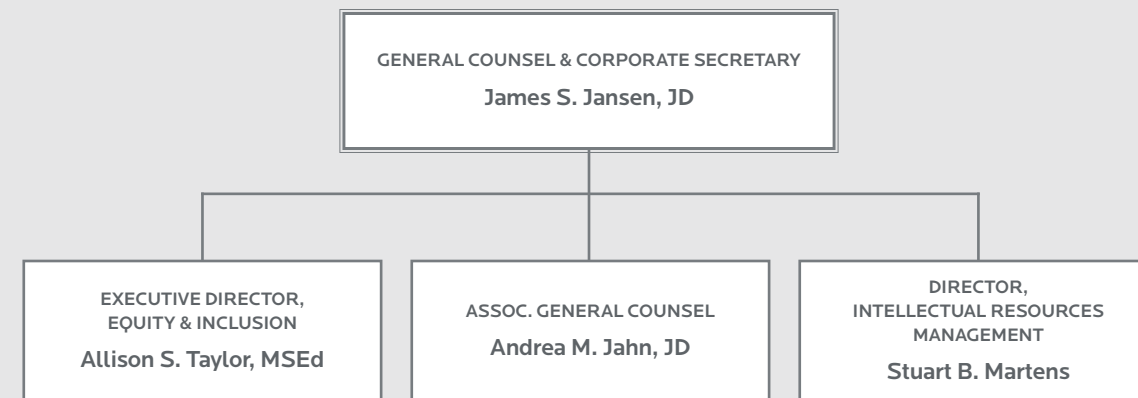 GENERAL COUNSEL & CORPORATE SECRETARY
James S. Jansen, JD
EXECUTIVE DIRECTOR,
EQUITY & INCLUSION
Allison S. Taylor, MSEd
ASSOC. GENERAL COUNSEL
Andrea M. Jahn, JD
DIRECTOR,
INTELLECTUAL RESOURCES
MANAGEMENT
Stuart B. Martens